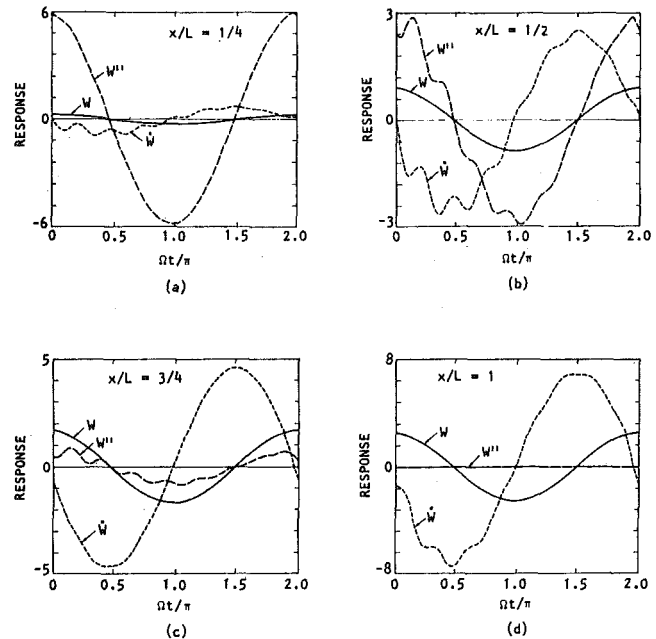 6
x/L = 1/4
W''
W
0
Ẇ
RESPONSE
-6
0
0.5
1.0
1.5
2.0
Ωt/π
(a)
3
x/L = 1/2
W''
W
0
Ẇ
RESPONSE
-3
0
0.5
1.0
1.5
2.0
Ωt/π
(b)
5
x/L = 3/4
W
W''
0
Ẇ
RESPONSE
-5
0
0.5
1.0
1.5
2.0
Ωt/π
(c)
8
x/L = 1
W
W''
0
Ẇ
RESPONSE
-8
0
0.5
1.0
1.5
2.0
Ωt/π
(d)